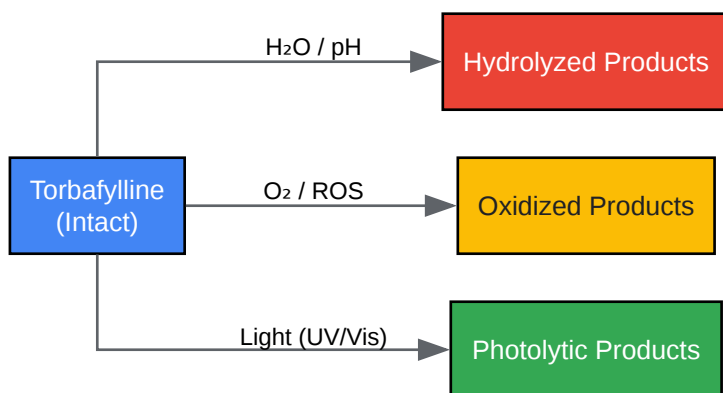 H₂O / pH
Hydrolyzed Products
Torbafylline
(Intact)
O₂ / ROS
Oxidized Products
Light (UV/Vis)
Photolytic Products